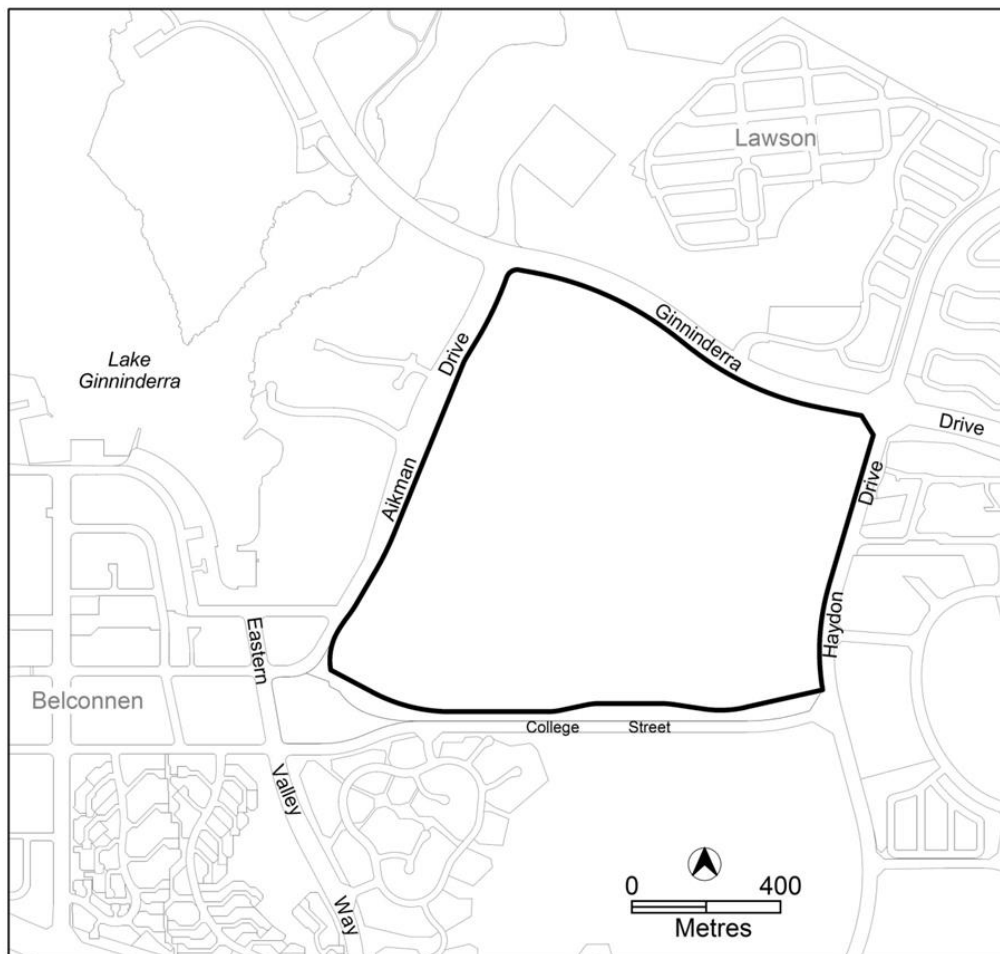 Lawson
Ginninderra
Drive
Lake
Ginninderra
Drive
Drive
Aikman
Haydon
Eastern
Belconnen
College Street
Valley
Way
0 400
Metres